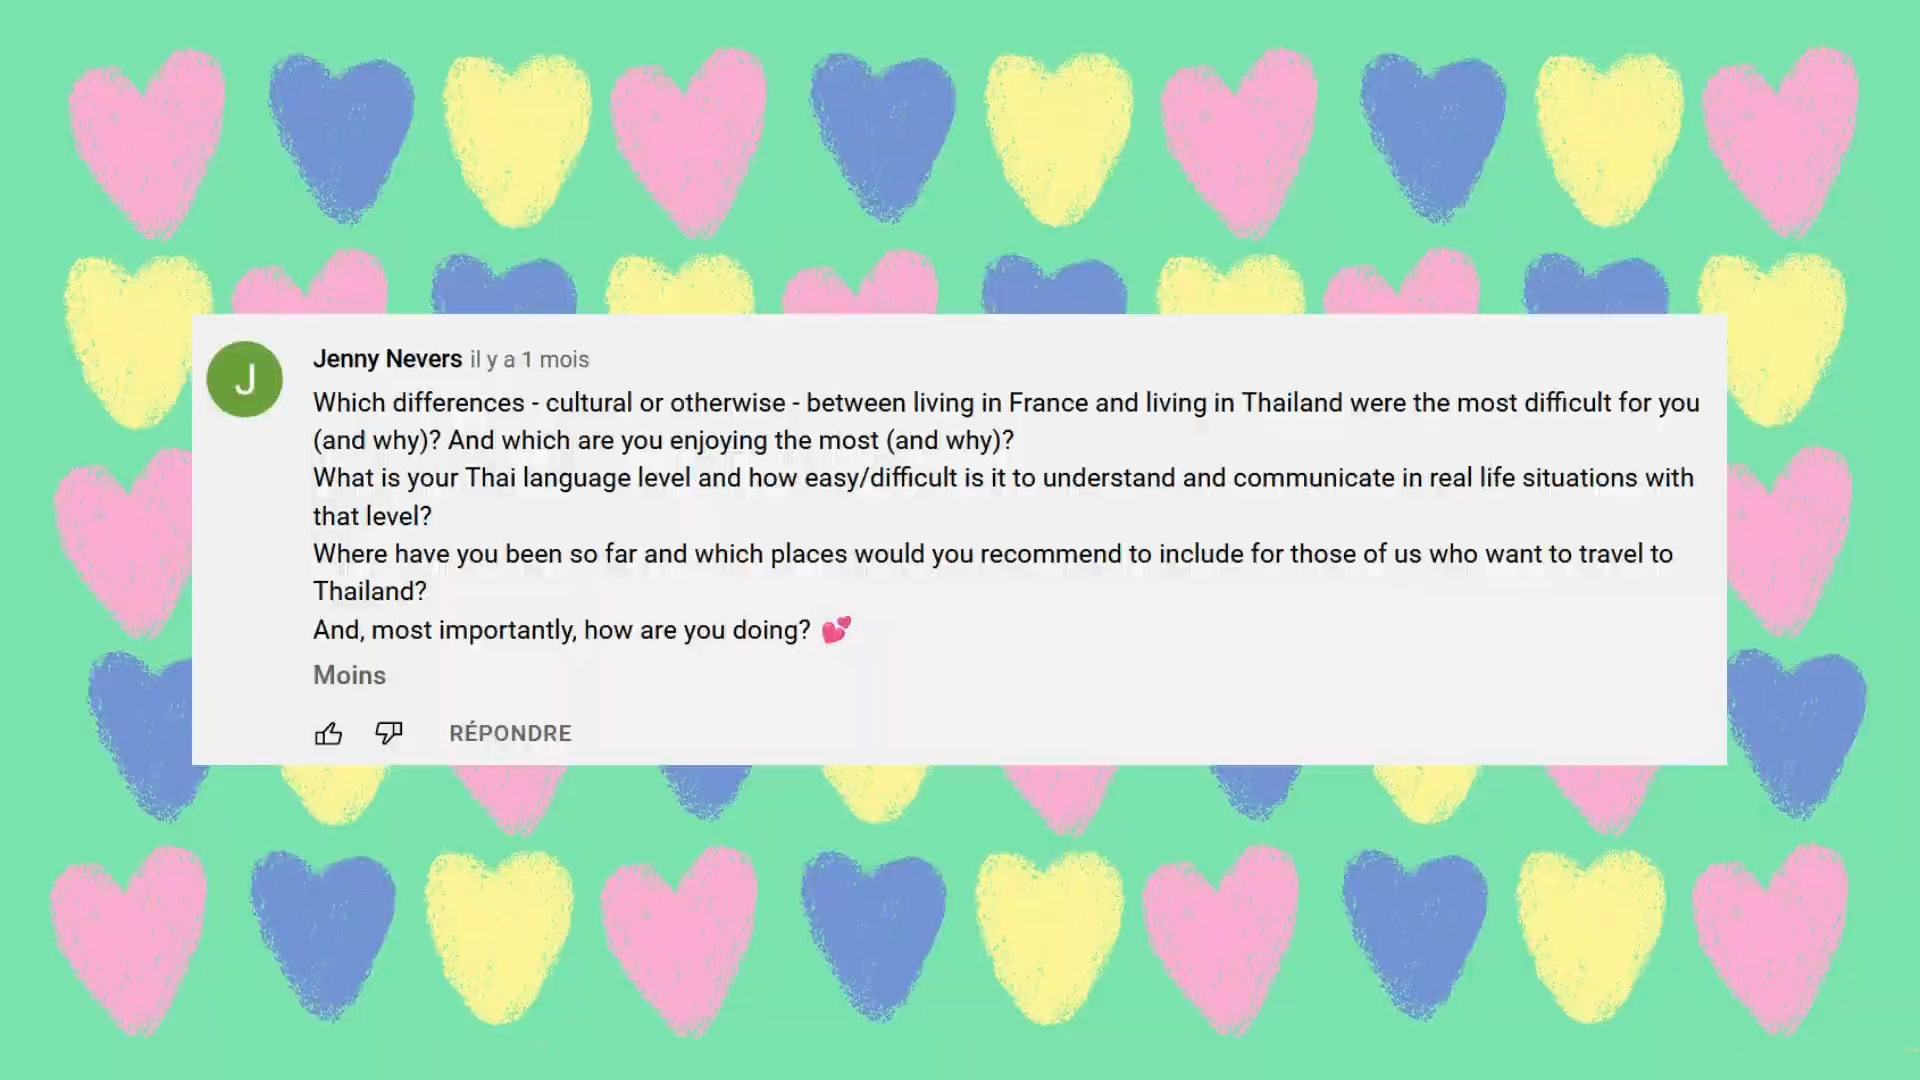 J
Jenny Nevers il y a 1 mois
Which differences - cultural or otherwise - between living in France and living in Thailand were the most difficult for you
(and why)? And which are you enjoying the most (and why)?
What is your Thai language level and how easy/difficult is it to understand and communicate in real life situations with
that level?
Where have you been so far and which places would you recommend to include for those of us who want to travel to
Thailand?
And, most importantly, how are you doing? 💕
Moins
RÉPONDRE